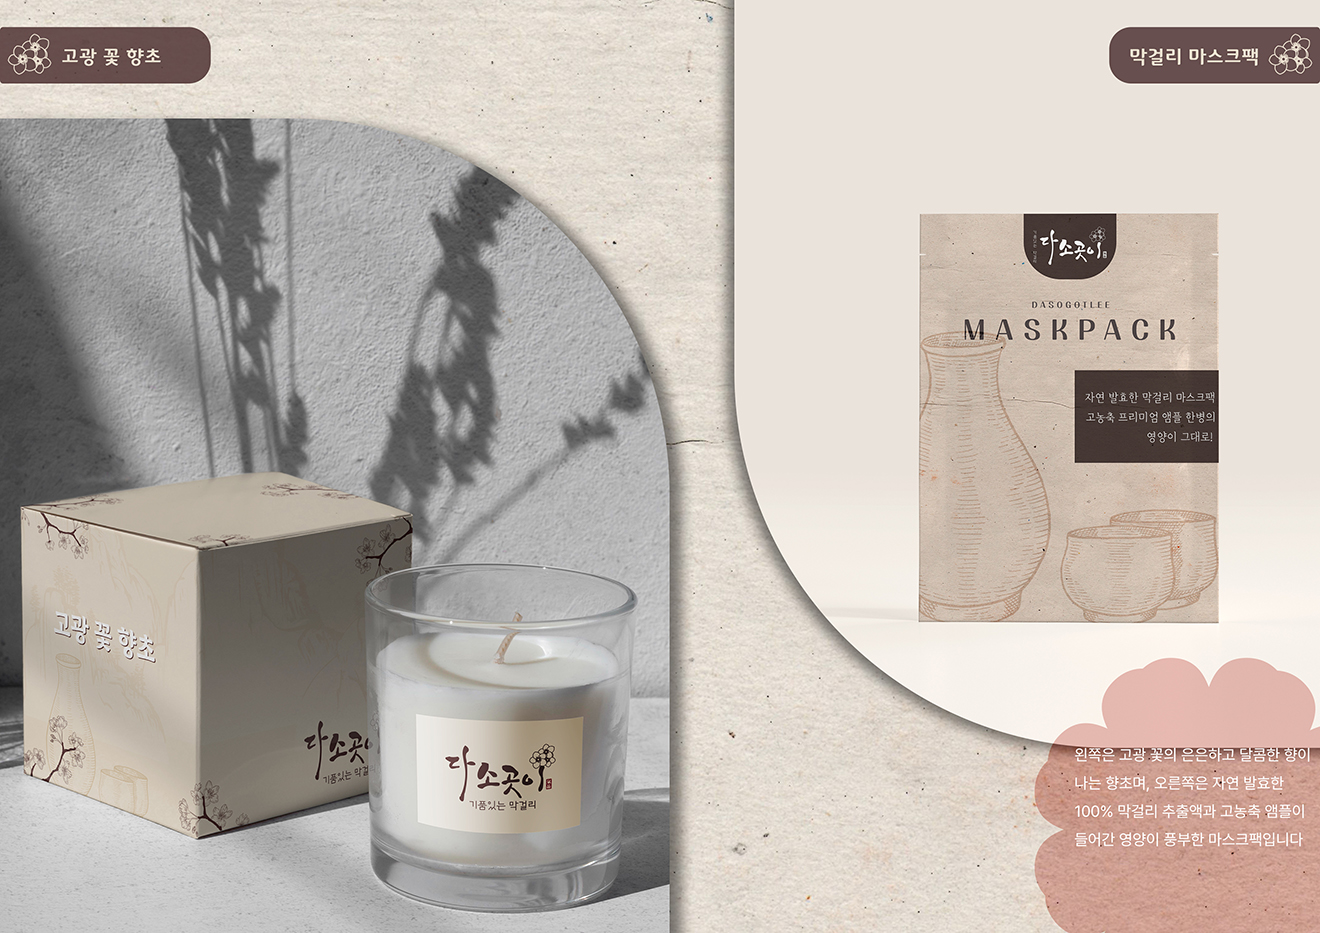 고광 꽃 향초
막걸리 마스크팩
다소곳이
DASOGOTLEE
MASKPACK
자연 발효한 막걸리 마스크팩
고농축 프리미엄 앰플 한병의
영양이 그대로!
고광 꽃 향초
다소곳이
기품있는 막걸
다소곳이
기품있는 막걸리
왼쪽은 고광 꽃의 은은하고 달콤한 향이
나는 향초며, 오른쪽은 자연 발효한
100% 막걸리 추출액과 고농축 앰플이
들어간 영양이 풍부한 마스크팩입니다